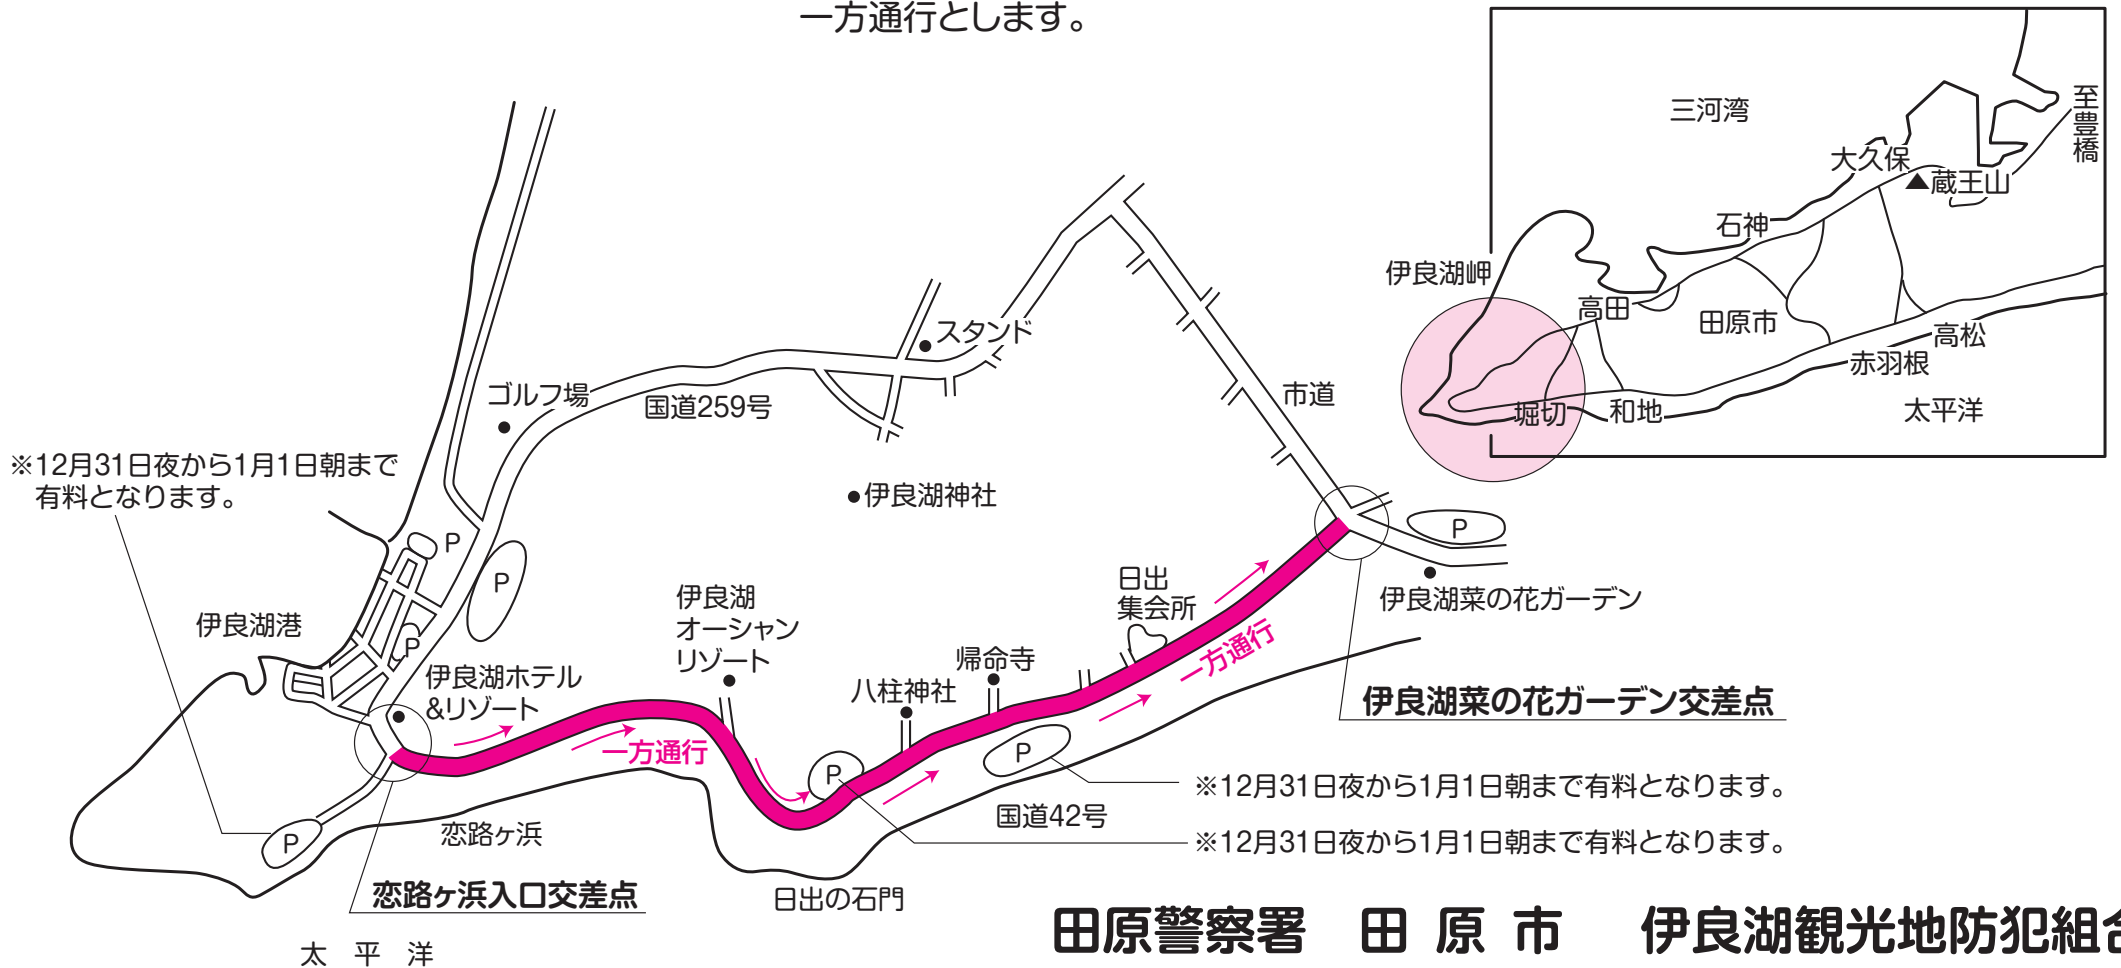 一方通行とします。
三河湾
至豊橋
大久保
▲蔵王山
石神
伊良湖岬
高田
田原市
高松
赤羽根
堀切
和地
太平洋
スタンド
ゴルフ場
国道259号
市道
※12月31日夜から1月1日朝まで
有料となります。
伊良湖神社
P
P
P
伊良湖
オーシャン
リゾート
日出
集会所
伊良湖菜の花ガーデン
伊良湖港
P
伊良湖ホテル
&リゾート
八柱神社
帰命寺
一方通行
伊良湖菜の花ガーデン交差点
一方通行
P
P
※12月31日夜から1月1日朝まで有料となります。
国道42号
※12月31日夜から1月1日朝まで有料となります。
恋路ヶ浜
P
恋路ヶ浜入口交差点
日出の石門
太平洋
田原警察署 田原市 伊良湖観光地防犯組合